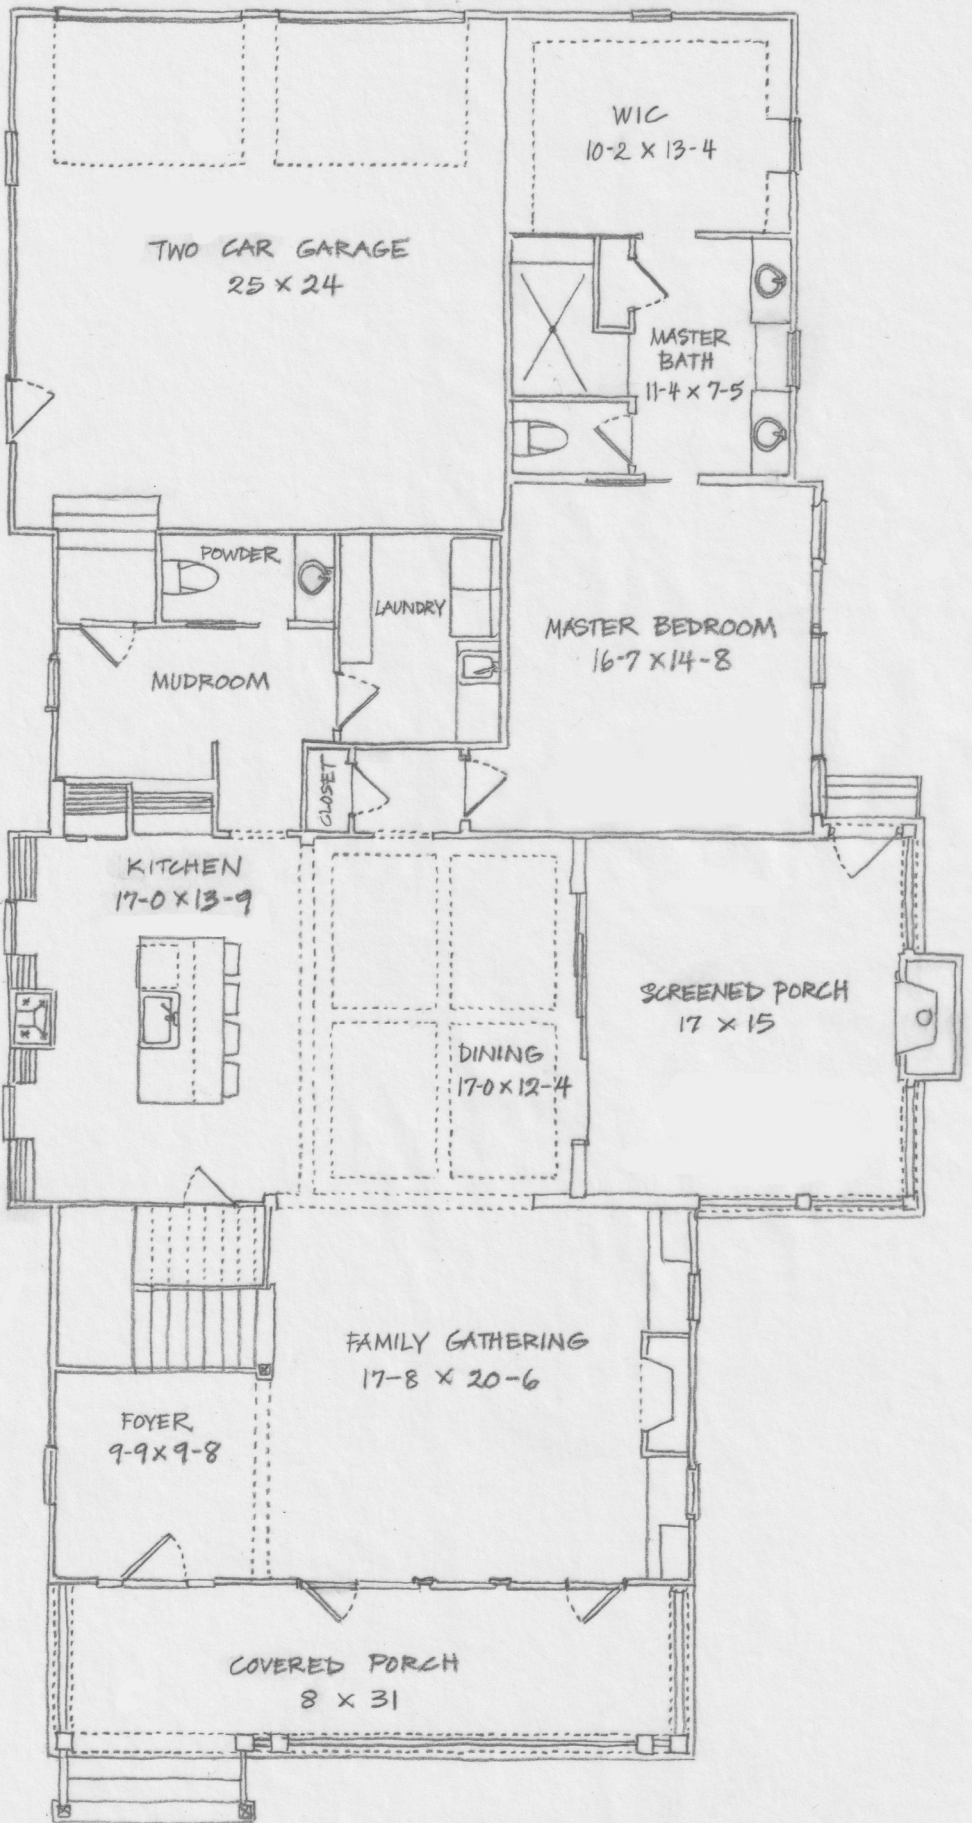 WIC
10-2 X 13-4
TWO CAR GARAGE
25 X 24
MASTER
BATH
11-4 X 7-5
POWDER
LAUNDRY
MASTER BEDROOM
16-7 X 14-8
MUDROOM
CLOSET
KITCHEN
17-0 X 13-9
SCREENED PORCH
17 X 15
DINING
17-0 X 12-4
FAMILY GATHERING
17-8 X 20-6
FOYER
9-9 X 9-8
COVERED PORCH
8 X 31